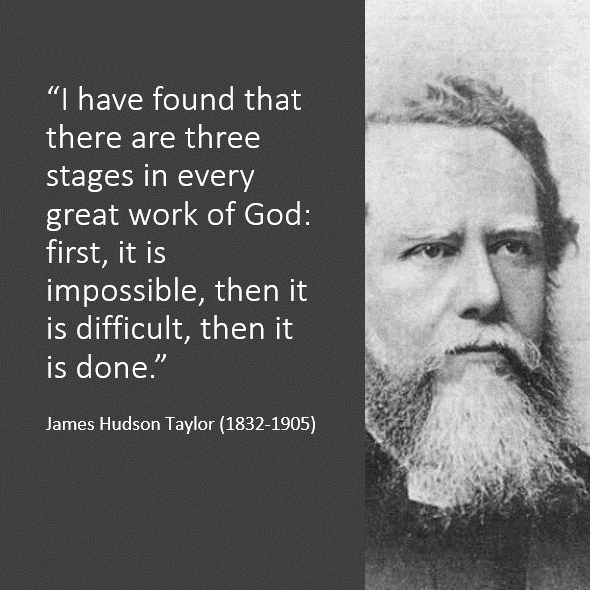 “I have found that
there are three
stages in every
great work of God:
first, it is
impossible, then it
is difficult, then it
is done.”
James Hudson Taylor (1832-1905)